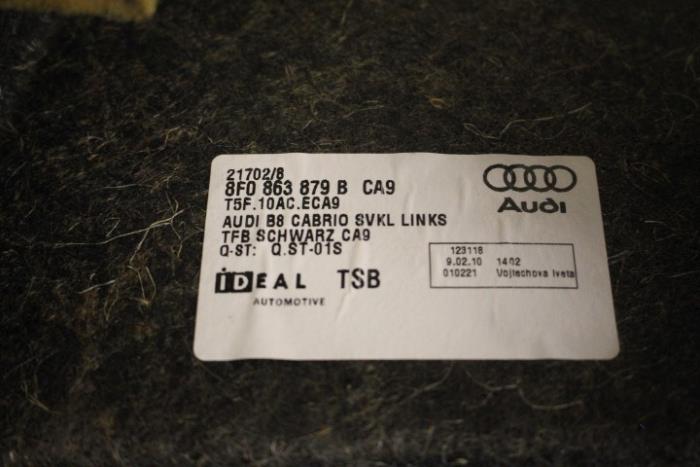 21702/8
8F0 863 879 B CA9
T5F.10AC.ECA9
AUDI B8 CABRIO SVKL LINKS
TFB SCHWARZ CA9
Q-ST: Q.ST-01S
IDEAL TSB
AUTOMOTIVE
Audi
123118
9.02.10 1402
010221 Vojtechova Iveta